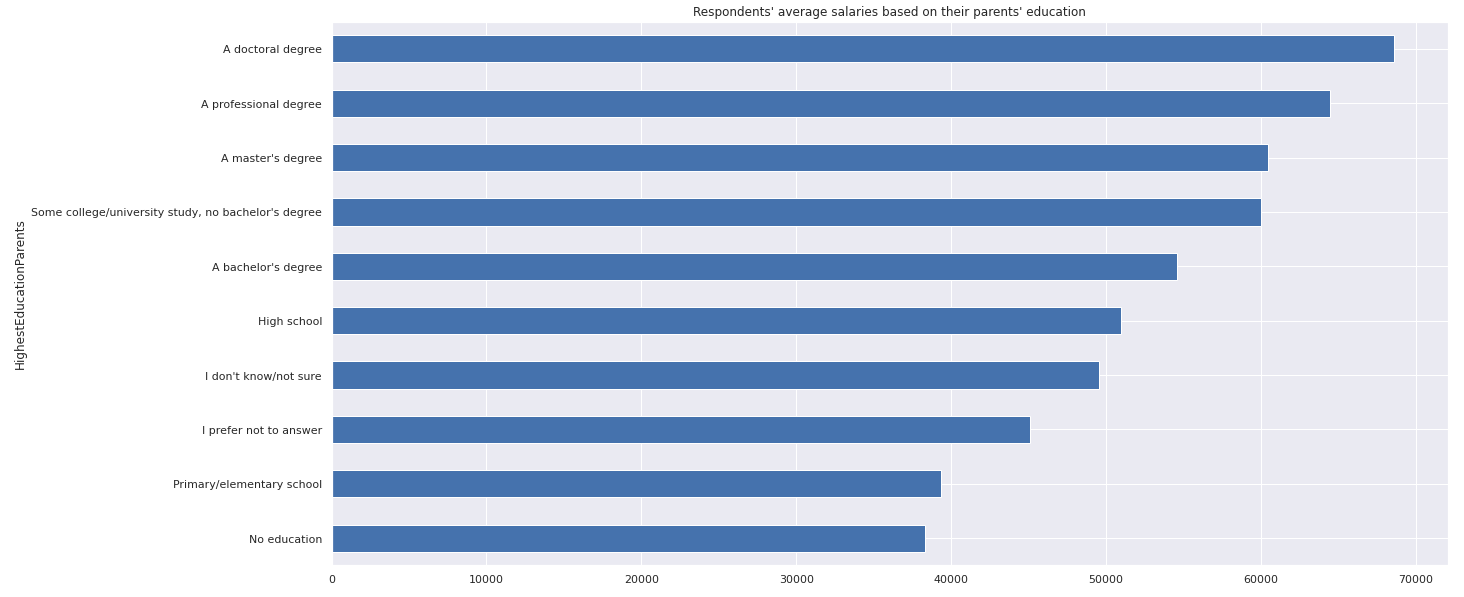 Respondents' average salaries based on their parents' education
HighestEducationParents
A doctoral degree
A professional degree
A master's degree
Some college/university study, no bachelor's degree
A bachelor's degree
High school
I don't know/not sure
I prefer not to answer
Primary/elementary school
No education
0 10000 20000 30000 40000 50000 60000 70000